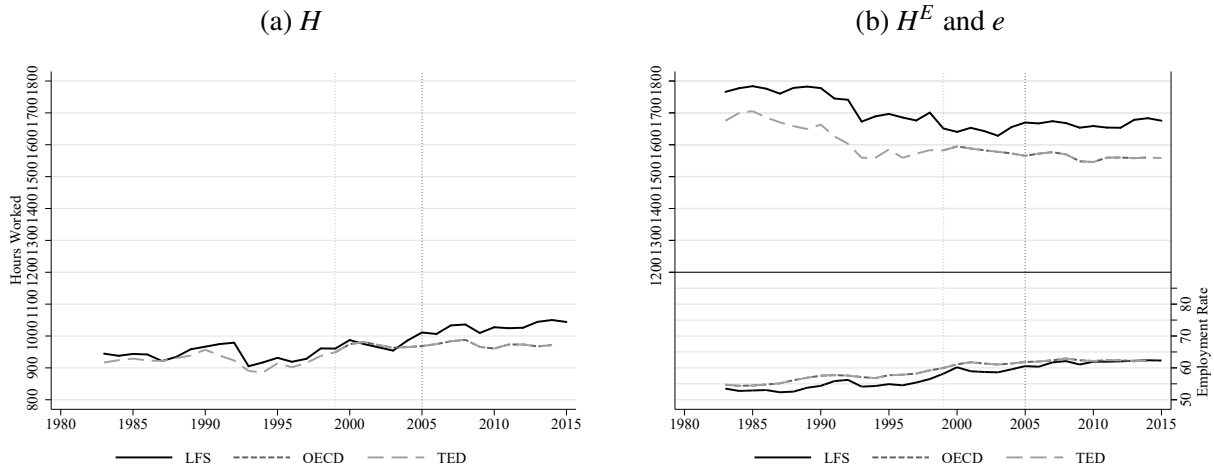 (a) H
Hours Worked
800 900 1000 1100 1200 1300 1400 1500 1600 1700 1800
1980 1985 1990 1995 2000 2005 2010 2015
LFS OECD TED
(b) H^E and e
1200 1300 1400 1500 1600 1700 1800
50 60 70 80
Employment Rate
1980 1985 1990 1995 2000 2005 2010 2015
LFS OECD TED